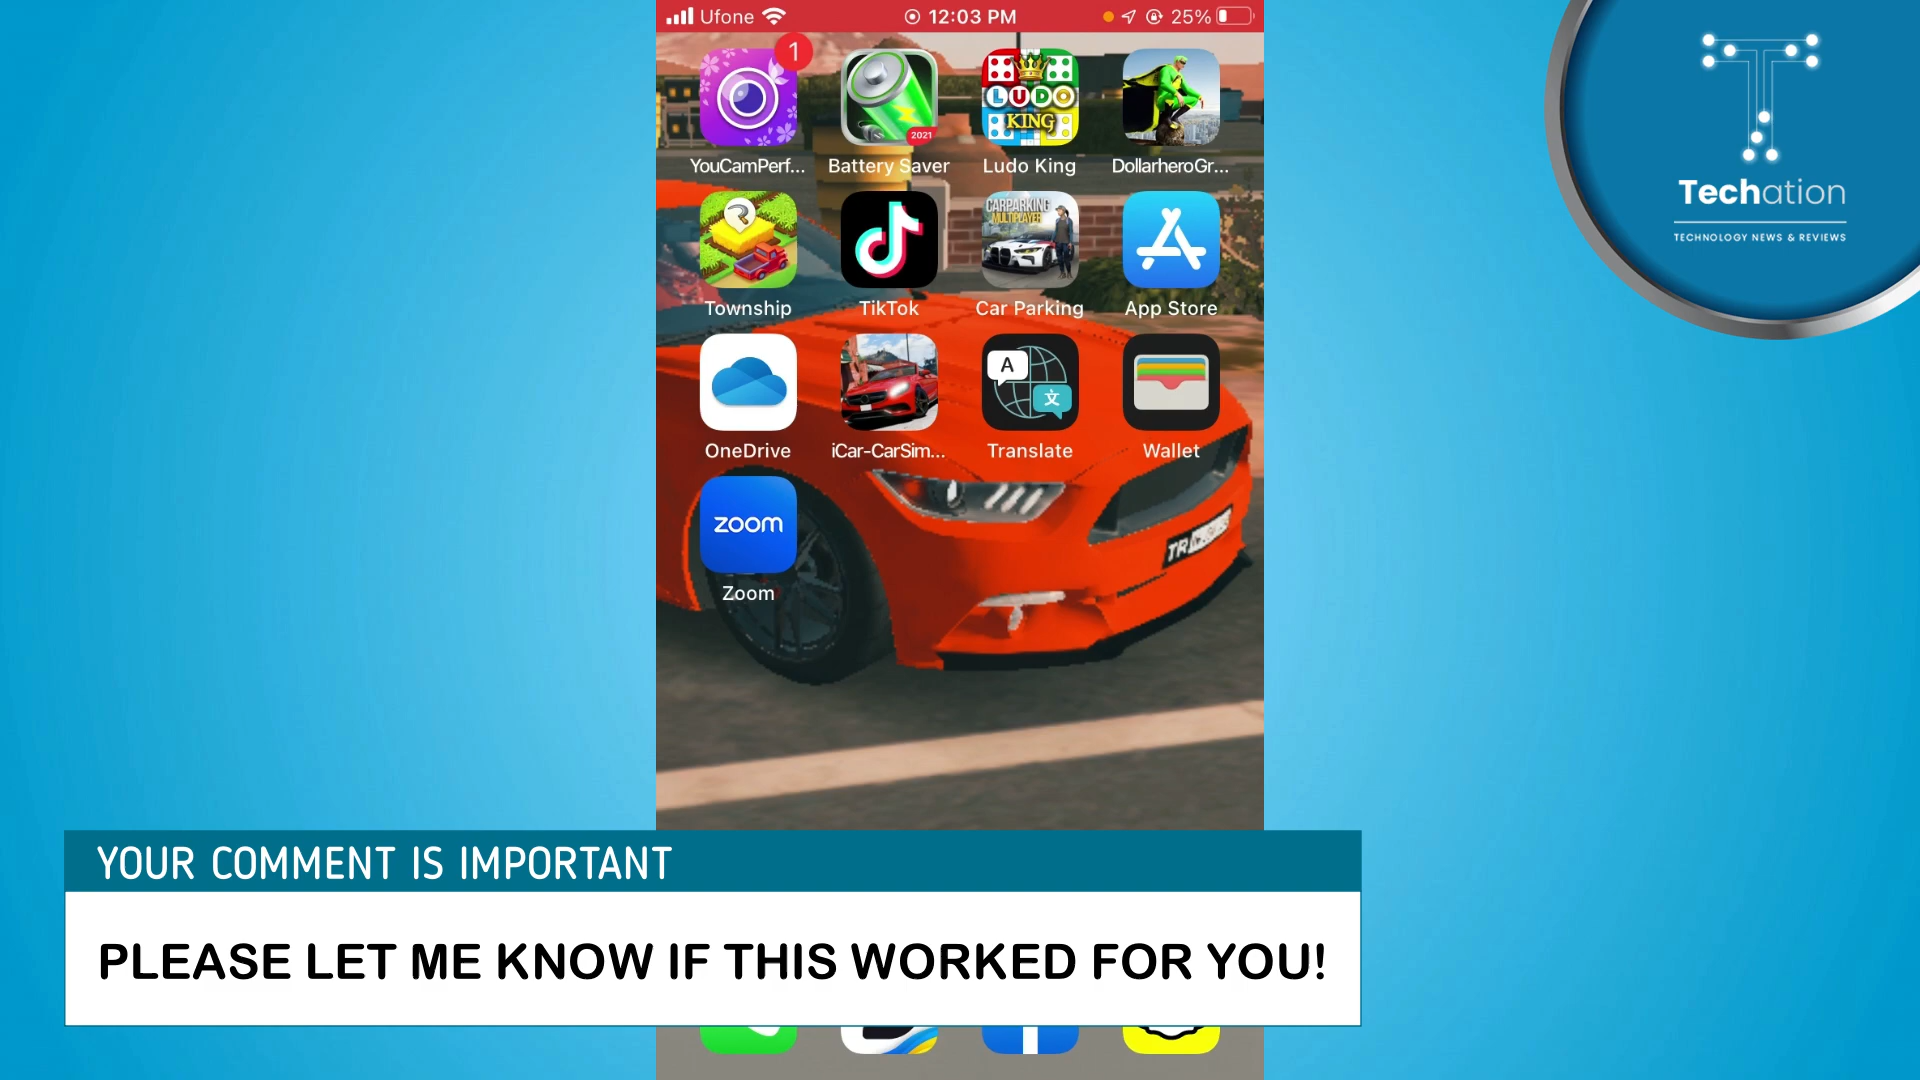 Ufone 12:03 PM 25%
1
2021
LUDO
KING
YouCamPerf... Battery Saver Ludo King DollarheroGr...
CARPARKING
MULTIPLAYER
Township TikTok Car Parking App Store
A
文
OneDrive iCar-CarSim... Translate Wallet
zoom
Zoom
Techation
TECHNOLOGY NEWS & REVIEWS
YOUR COMMENT IS IMPORTANT
PLEASE LET ME KNOW IF THIS WORKED FOR YOU!